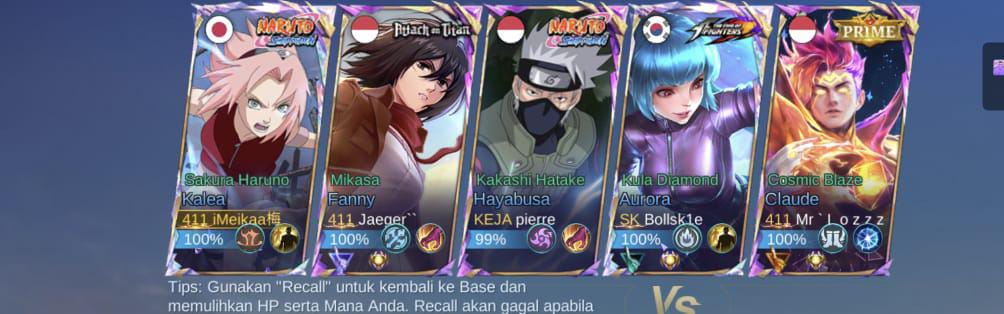 NARUTO SHIPPUDEN
Attack on Titan
NARUTO SHIPPUDEN
THE KING OF FIGHTERS
PRIME
Sakura Haruno
Kalea
411 iMeikaa梅
100%
Mikasa
Fanny
411 Jaeger``
100%
Kakashi Hatake
Hayabusa
KEJA pierre
99%
Kula Diamond
Aurora
SK Bollsk1e
100%
Cosmic Blaze
Claude
411 Mr ` L o z z z
100%
Tips: Gunakan "Recall" untuk kembali ke Base dan
memulihkan HP serta Mana Anda. Recall akan gagal apabila
Vs